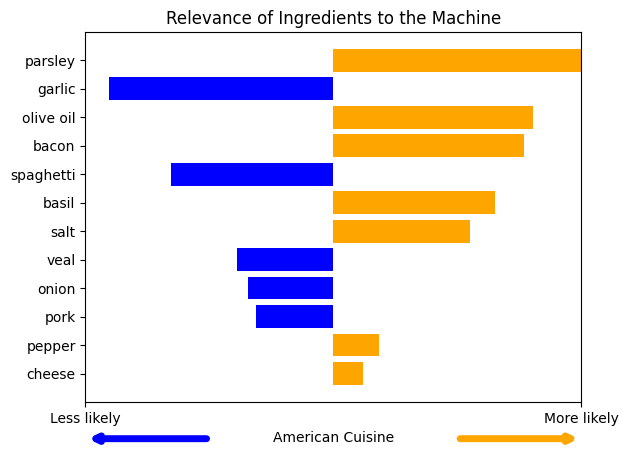 Relevance of Ingredients to the Machine
parsley
garlic
olive oil
bacon
spaghetti
basil
salt
veal
onion
pork
pepper
cheese
Less likely More likely
American Cuisine